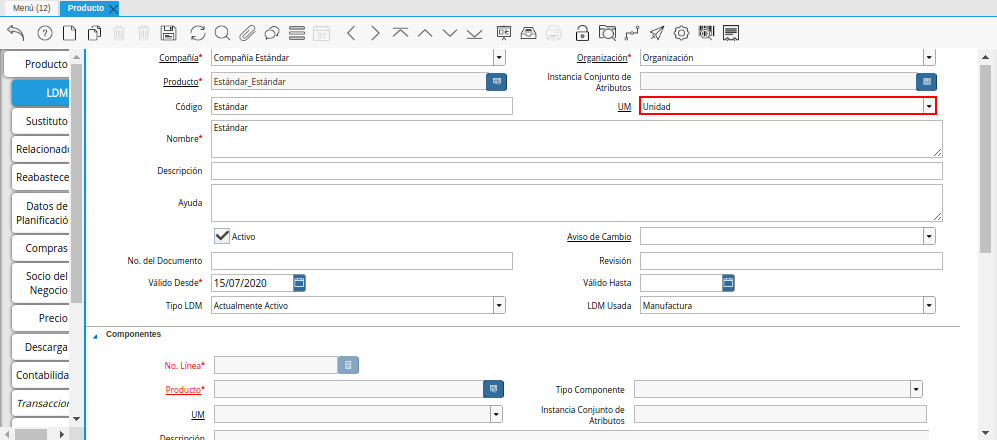 Menú (12) Producto
Producto
LDM
Sustituto
Relacionado
Reabastece
Datos de
Planificació
Compras
Socio del
Negocio
Precio
Descarga
Contabilida
Transaccion
Compañía* Compañía Estándar Organización* Organización
Producto* Estándar_Estándar Instancia Conjunto de
Atributos
Código Estándar UM Unidad
Nombre* Estándar
Descripción
Ayuda
Activo Aviso de Cambio
No. del Documento Revisión
Válido Desde* 15/07/2020 Válido Hasta
Tipo LDM Actualmente Activo LDM Usada Manufactura
Componentes
No. Línea*
Producto* Tipo Componente
UM Instancia Conjunto de
Atributos
Descripción